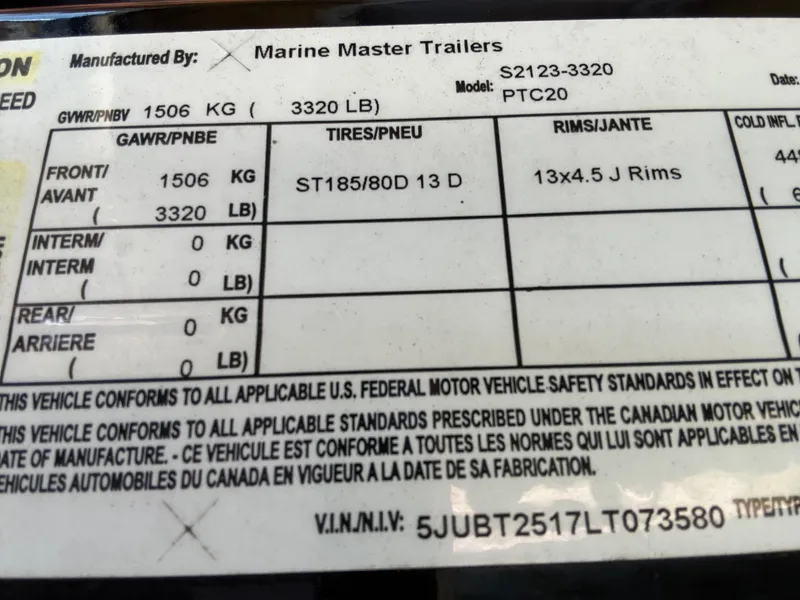 ON
Manufactured By: Marine Master Trailers
EED
Model: S2123-3320
PTC20
Date:
GVWR/PNBV 1506 KG ( 3320 LB)
GAWR/PNBE TIRES/PNEU RIMS/JANTE COLD INFL.
FRONT/ 1506 KG ST185/80D 13 D 13x4.5 J Rims
AVANT ( 3320 LB)
INTERM/ 0 KG
INTERM ( 0 LB)
REAR/ 0 KG
ARRIERE ( 0 LB)
THIS VEHICLE CONFORMS TO ALL APPLICABLE U.S. FEDERAL MOTOR VEHICLE SAFETY STANDARDS IN EFFECT ON
THIS VEHICLE CONFORMS TO ALL APPLICABLE STANDARDS PRESCRIBED UNDER THE CANADIAN MOTOR VEHIC
ATE OF MANUFACTURE. - CE VEHICULE EST CONFORME A TOUTES LES NORMES QUI LUI SONT APPLICABLES EN
EHICULES AUTOMOBILES DU CANADA EN VIGUEUR A LA DATE DE SA FABRICATION.
V.I.N./N.I.V: 5JUBT2517LT073580 TYPE/TYP